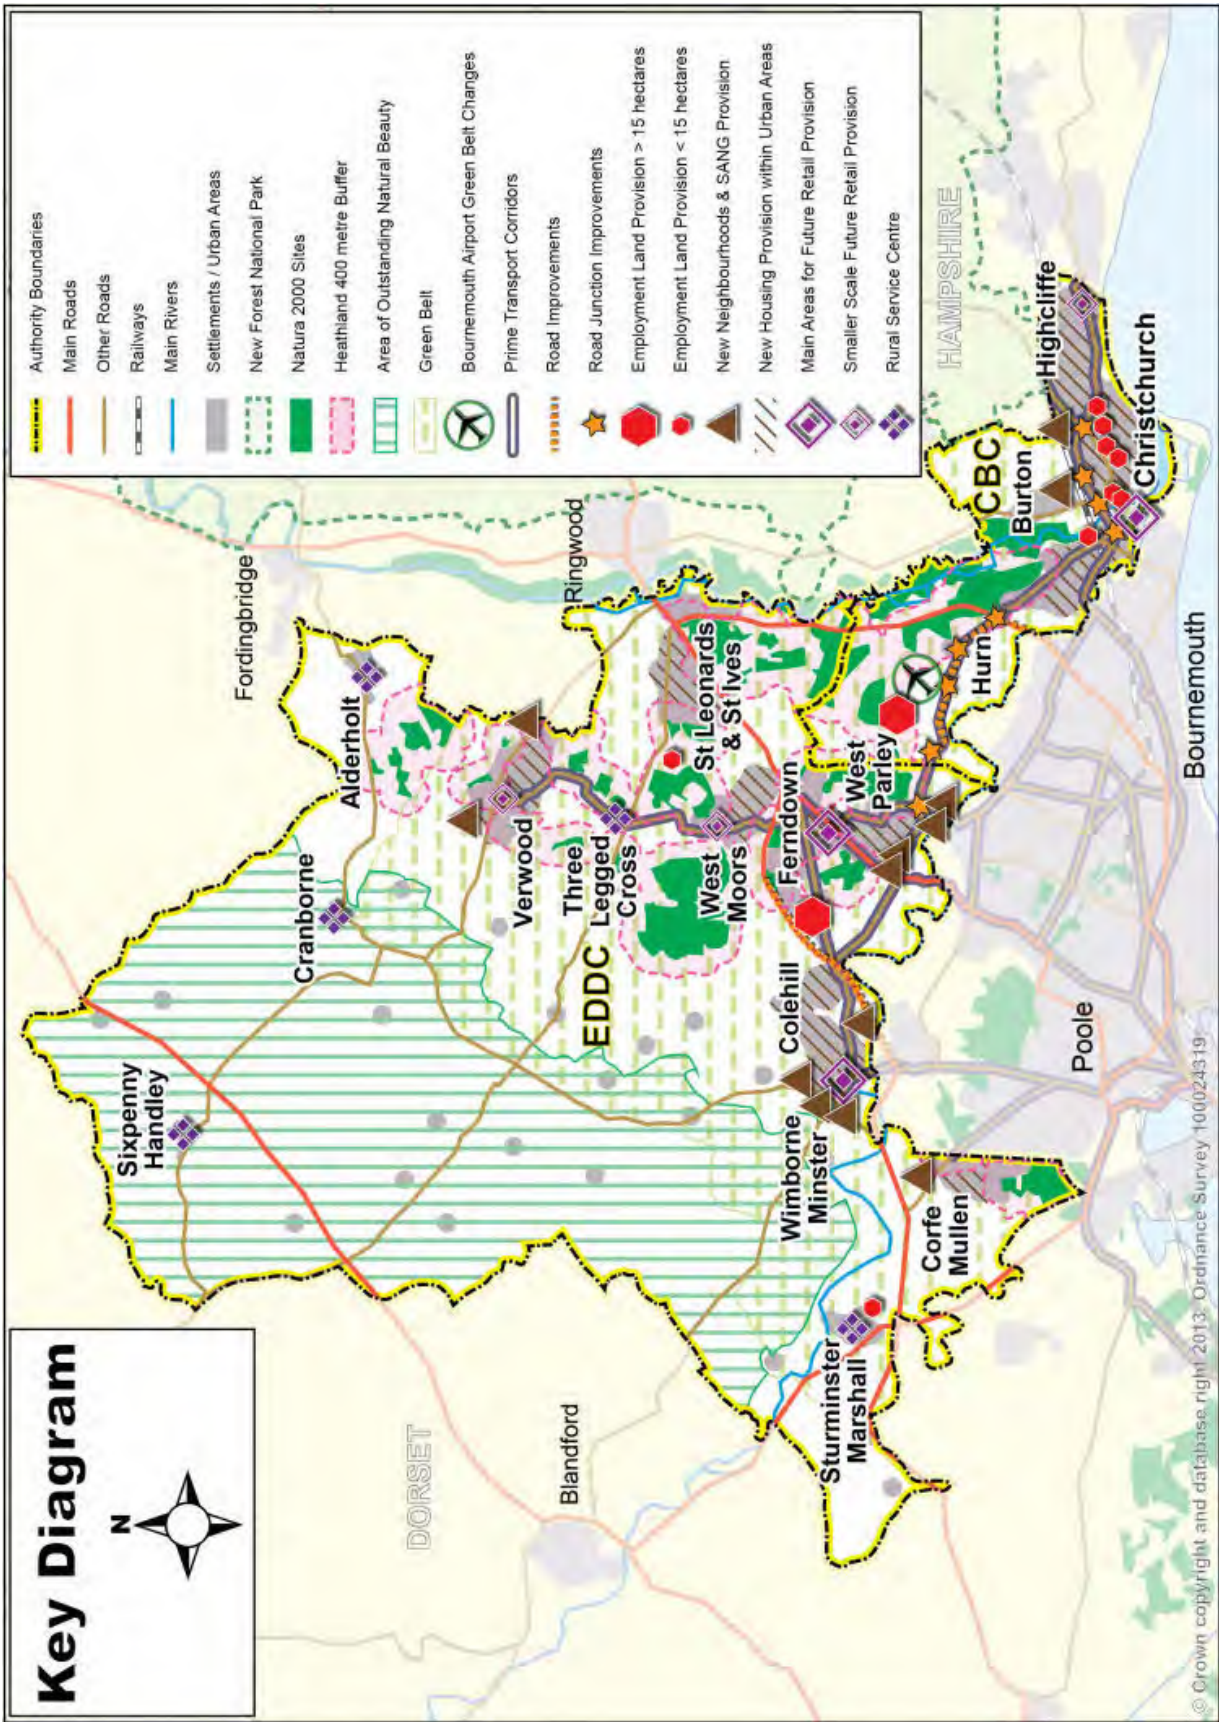 Key Diagram
N
Authority Boundaries
Main Roads
Other Roads
Railways
Main Rivers
Settlements / Urban Areas
New Forest National Park
Natura 2000 Sites
Heathland 400 metre Buffer
Area of Outstanding Natural Beauty
Green Belt
Bournemouth Airport Green Belt Changes
Prime Transport Corridors
Road Improvements
Road Junction Improvements
Employment Land Provision > 15 hectares
Employment Land Provision < 15 hectares
New Neighbourhoods & SANG Provision
New Housing Provision within Urban Areas
Main Areas for Future Retail Provision
Smaller Scale Future Retail Provision
Rural Service Centre
Sixpenny
Handley
Cranborne
Alderholt
Fordingbridge
Verwood
Three
Legged
Cross
EDDC
Ringwood
St Leonards
& St Ives
West
Moors
DORSET
Blandford
Colehill
Ferndown
Wimborne
Minster
West
Parley
Sturminster
Marshall
Corfe
Mullen
Hurn
CBC
Burton
HAMPSHIRE
Highcliffe
Christchurch
Poole
Bournemouth
© Crown copyright and database right 2013. Ordnance Survey 100024319